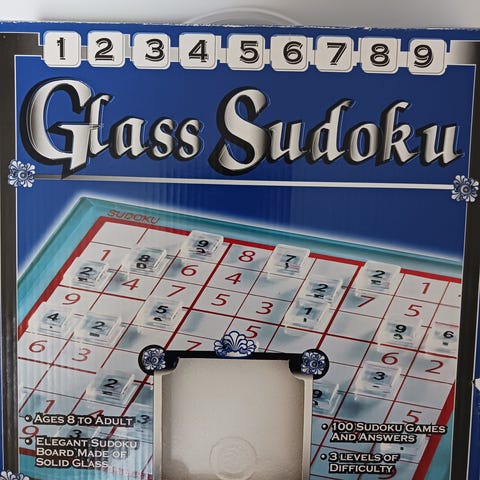 1 2 3 4 5 6 7 8 9
Glass Sudoku
SUDOKU
• AGES 8 TO ADULT
• ELEGANT SUDOKU
BOARD MADE OF
SOLID GLASS
• 100 SUDOKU GAMES
AND ANSWERS
• 3 LEVELS OF
DIFFICULTY